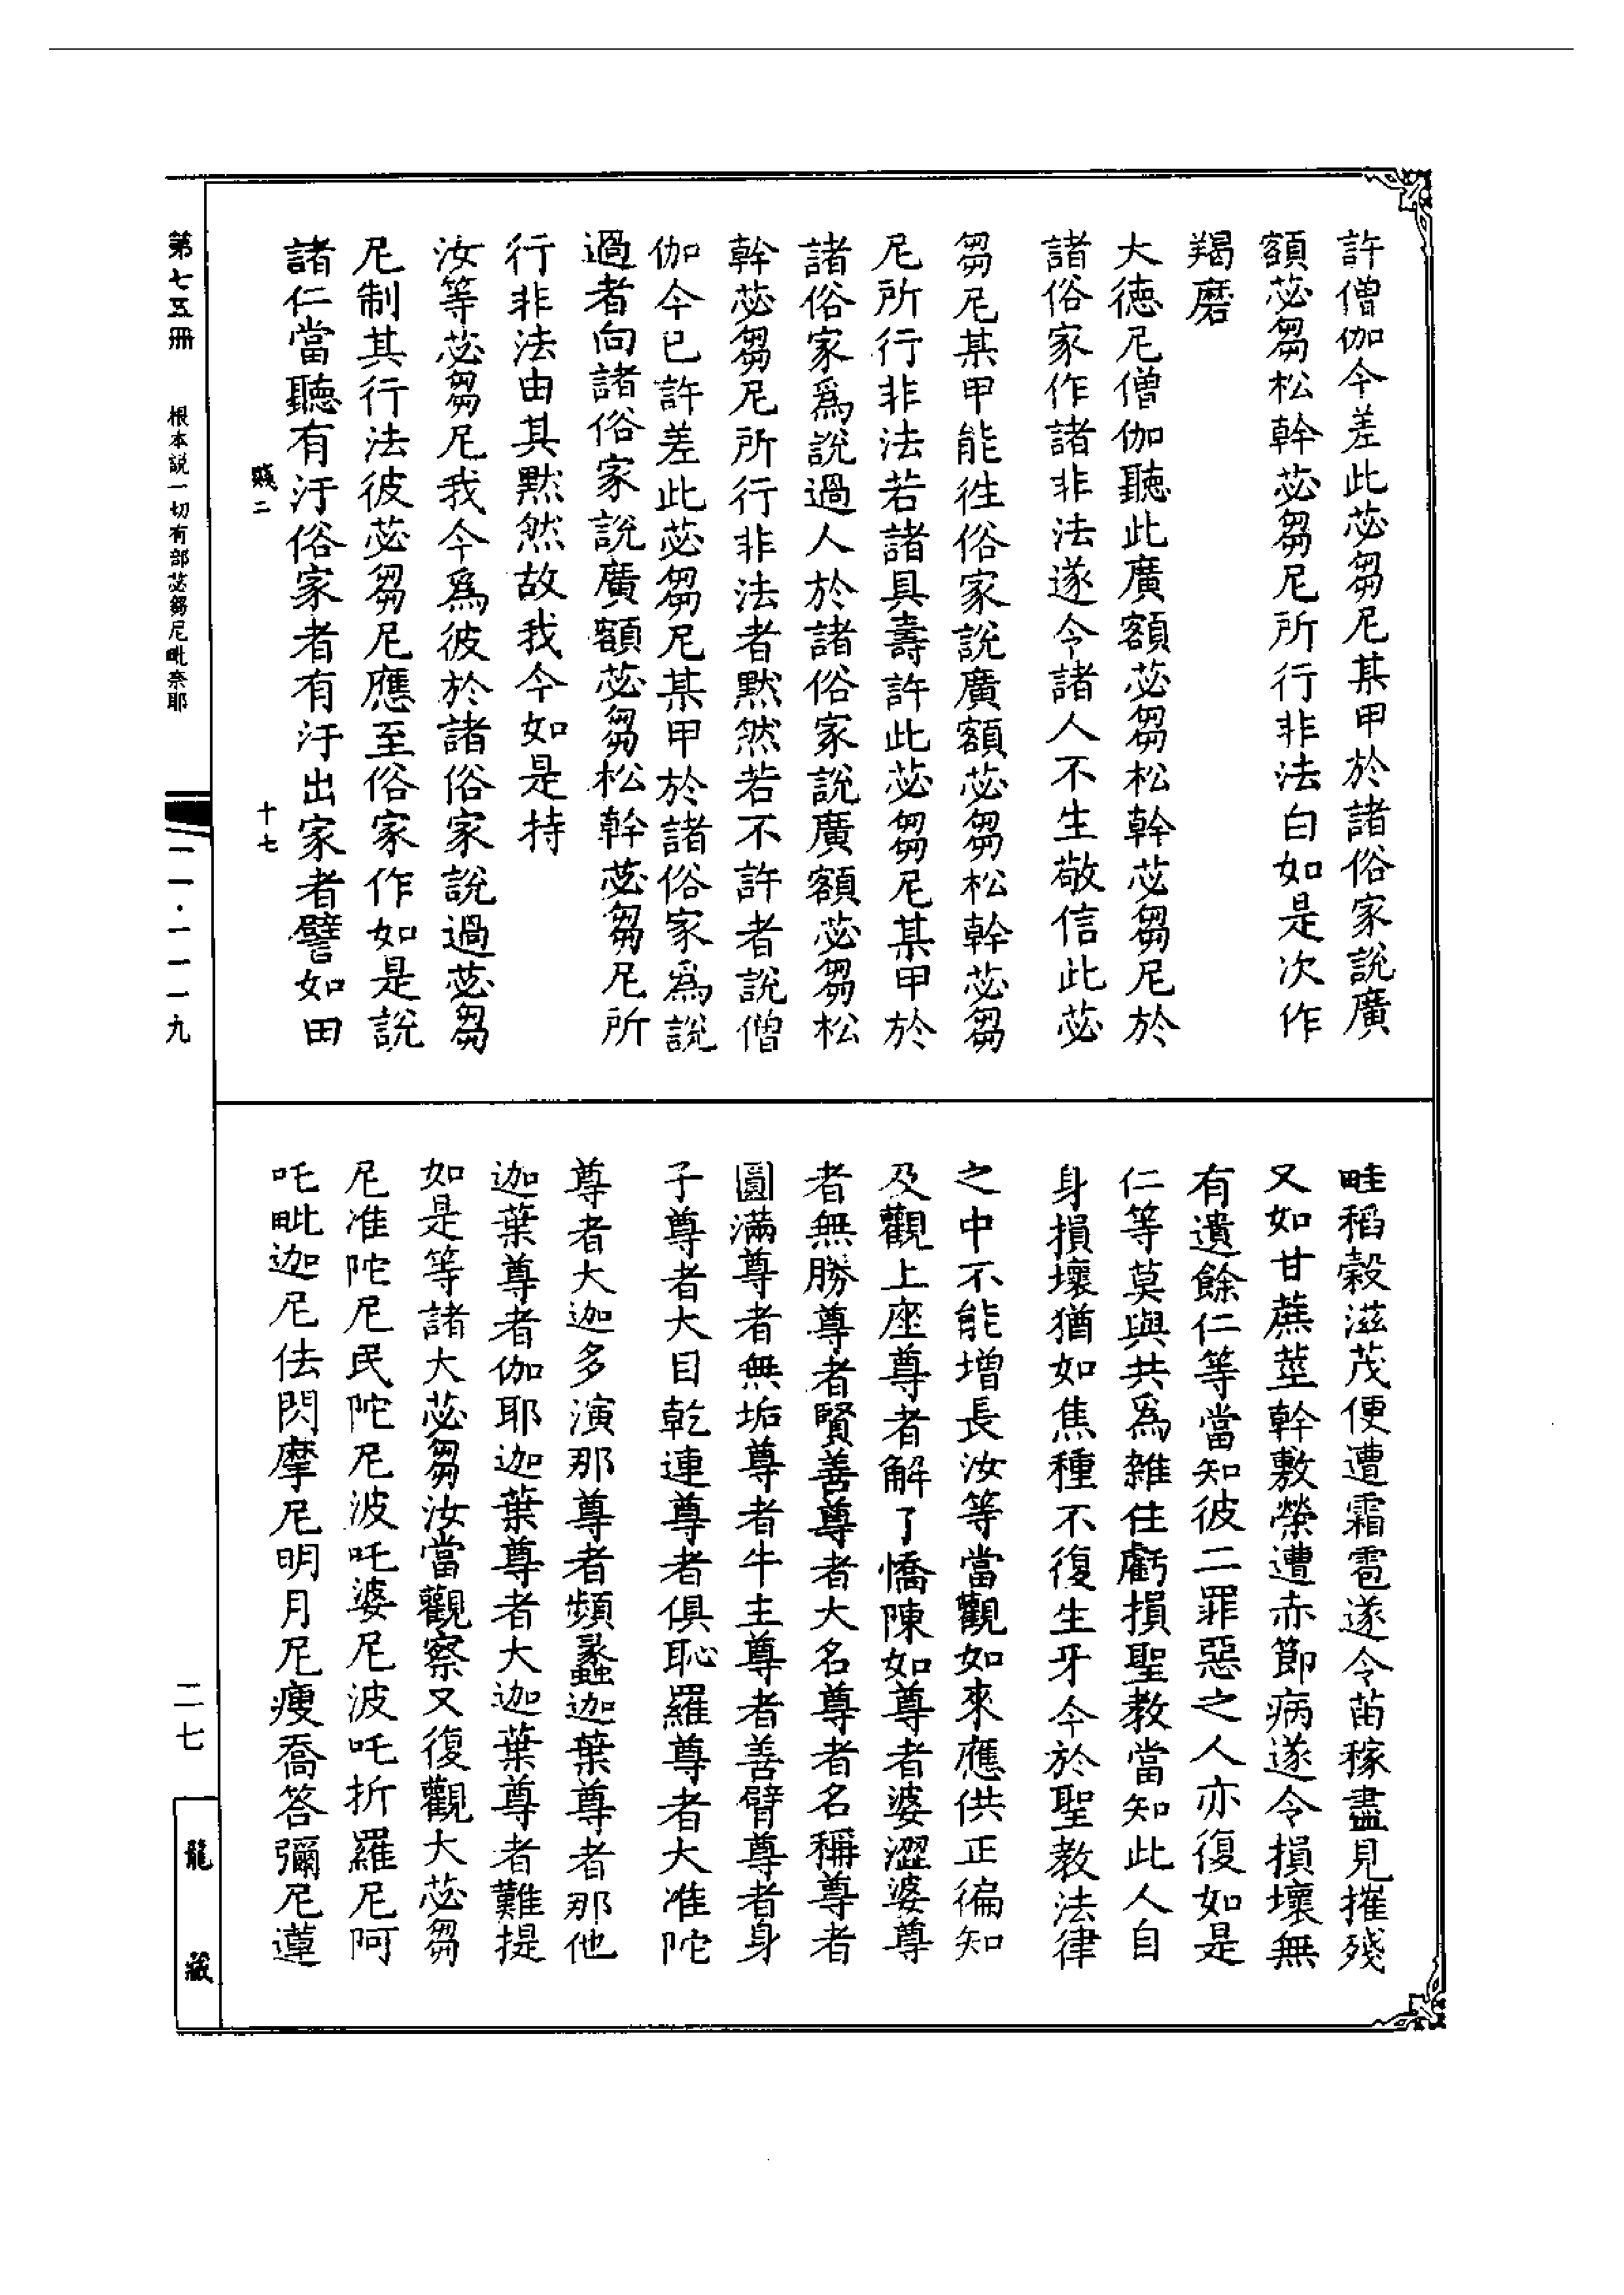 許僧伽今差此苾芻尼某甲於諸俗家說廣
額苾芻松幹苾芻尼所行非法白如是次作
羯磨
大德尼僧伽聽此廣額苾芻松幹苾芻尼於
諸俗家作諸非法遂令諸人不生敬信此苾
芻尼某甲能徃俗家說廣額苾芻松幹苾芻
尼所行非法若諸具壽許此苾芻尼某甲於
諸俗家爲說過人於諸俗家說廣額苾芻松
幹苾芻尼所行非法者默然若不許者說僧
伽今已許差此苾芻尼某甲於諸俗家爲說
過者向諸俗家說廣額苾芻松幹苾芻尼所
行非法由其默然故我今如是持
汝等苾芻尼我今爲彼於諸俗家說過苾芻
尼制其行法彼苾芻尼應至俗家作如是說
諸仁當聽有汙俗家者有汙出家者譬如田
賤二 十七
畦稻穀滋茂便遭霜雹遂令苗稼盡見摧殘
又如甘蔗莖幹敷榮遭赤節病遂令損壞無
有遺餘仁等當知彼二罪惡之人亦復如是
仁等莫與共爲雜住虧損聖教當知此人自
身損壞猶如焦種不復生牙今於聖教法律
之中不能增長汝等當觀如來應供正徧知
及觀上座尊者解了憍陳如尊者婆澀婆尊
者無勝尊者賢善尊者大名尊者名稱尊者
圓滿尊者無垢尊者牛主尊者善臂尊者身
子尊者大目乾連尊者俱恥羅尊者大准陀
尊者大迦多演那尊者頻蠡迦葉尊者那他
迦葉尊者伽耶迦葉尊者大迦葉尊者難提
如是等諸大苾芻汝當觀察又復觀大苾芻
尼准陀尼民陀尼波吒婆尼波吒折羅尼阿
吒毗迦尼佉閃摩尼明月尼瘦喬答彌尼蓮
第七五冊 根本説一切有部苾芻尼毗奈耶
二一·一一一九
二七
龍藏